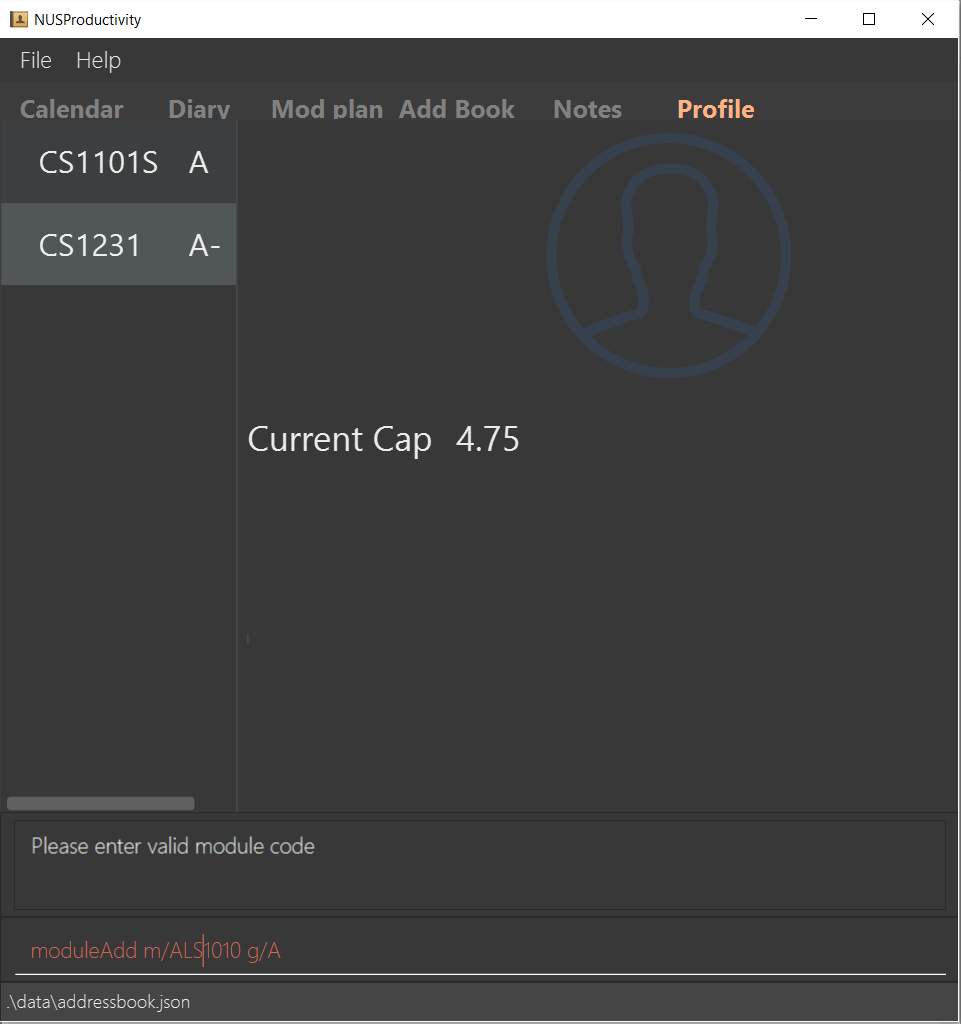 NUSProductivity
File Help
Calendar Diary Mod plan Add Book Notes Profile
CS1101S A
CS1231 A-
Current Cap 4.75
Please enter valid module code
moduleAdd m/ALS1010 g/A
.\data\addressbook.json